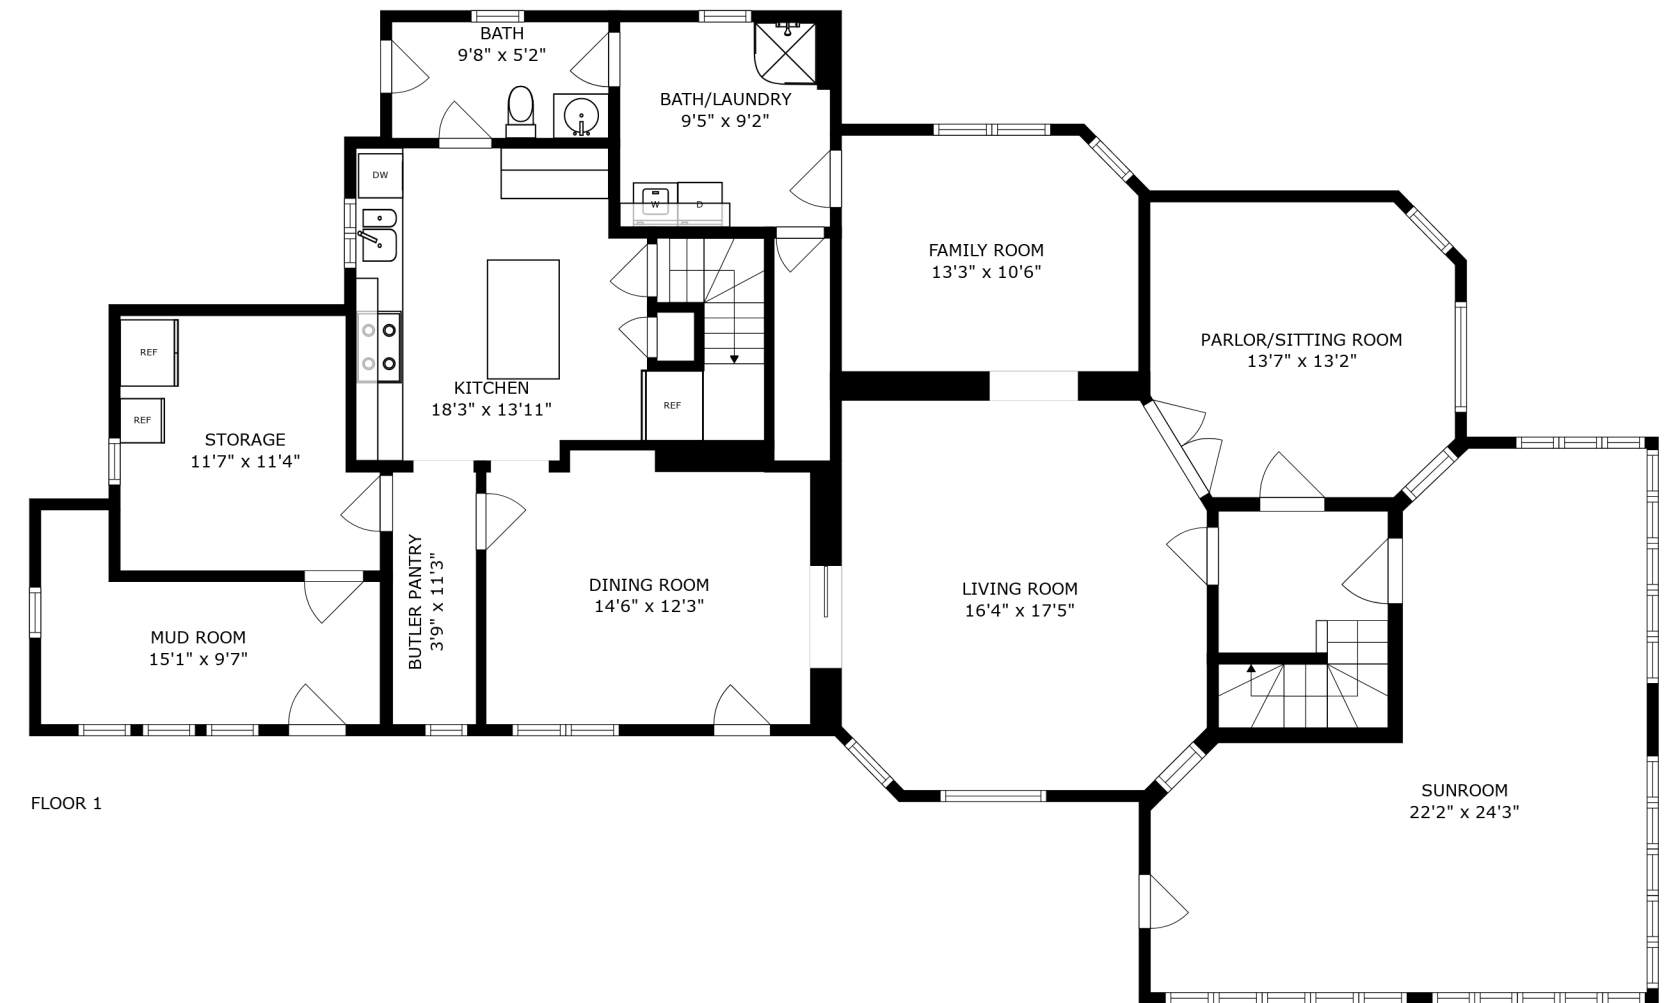 BATH
9'8" x 5'2"
BATH/LAUNDRY
9'5" x 9'2"
DW
W
D
FAMILY ROOM
13'3" x 10'6"
PARLOR/SITTING ROOM
13'7" x 13'2"
REF
REF
KITCHEN
18'3" x 13'11"
REF
STORAGE
11'7" x 11'4"
BUTLER PANTRY
3'9" x 11'3"
DINING ROOM
14'6" x 12'3"
LIVING ROOM
16'4" x 17'5"
MUD ROOM
15'1" x 9'7"
SUNROOM
22'2" x 24'3"
FLOOR 1